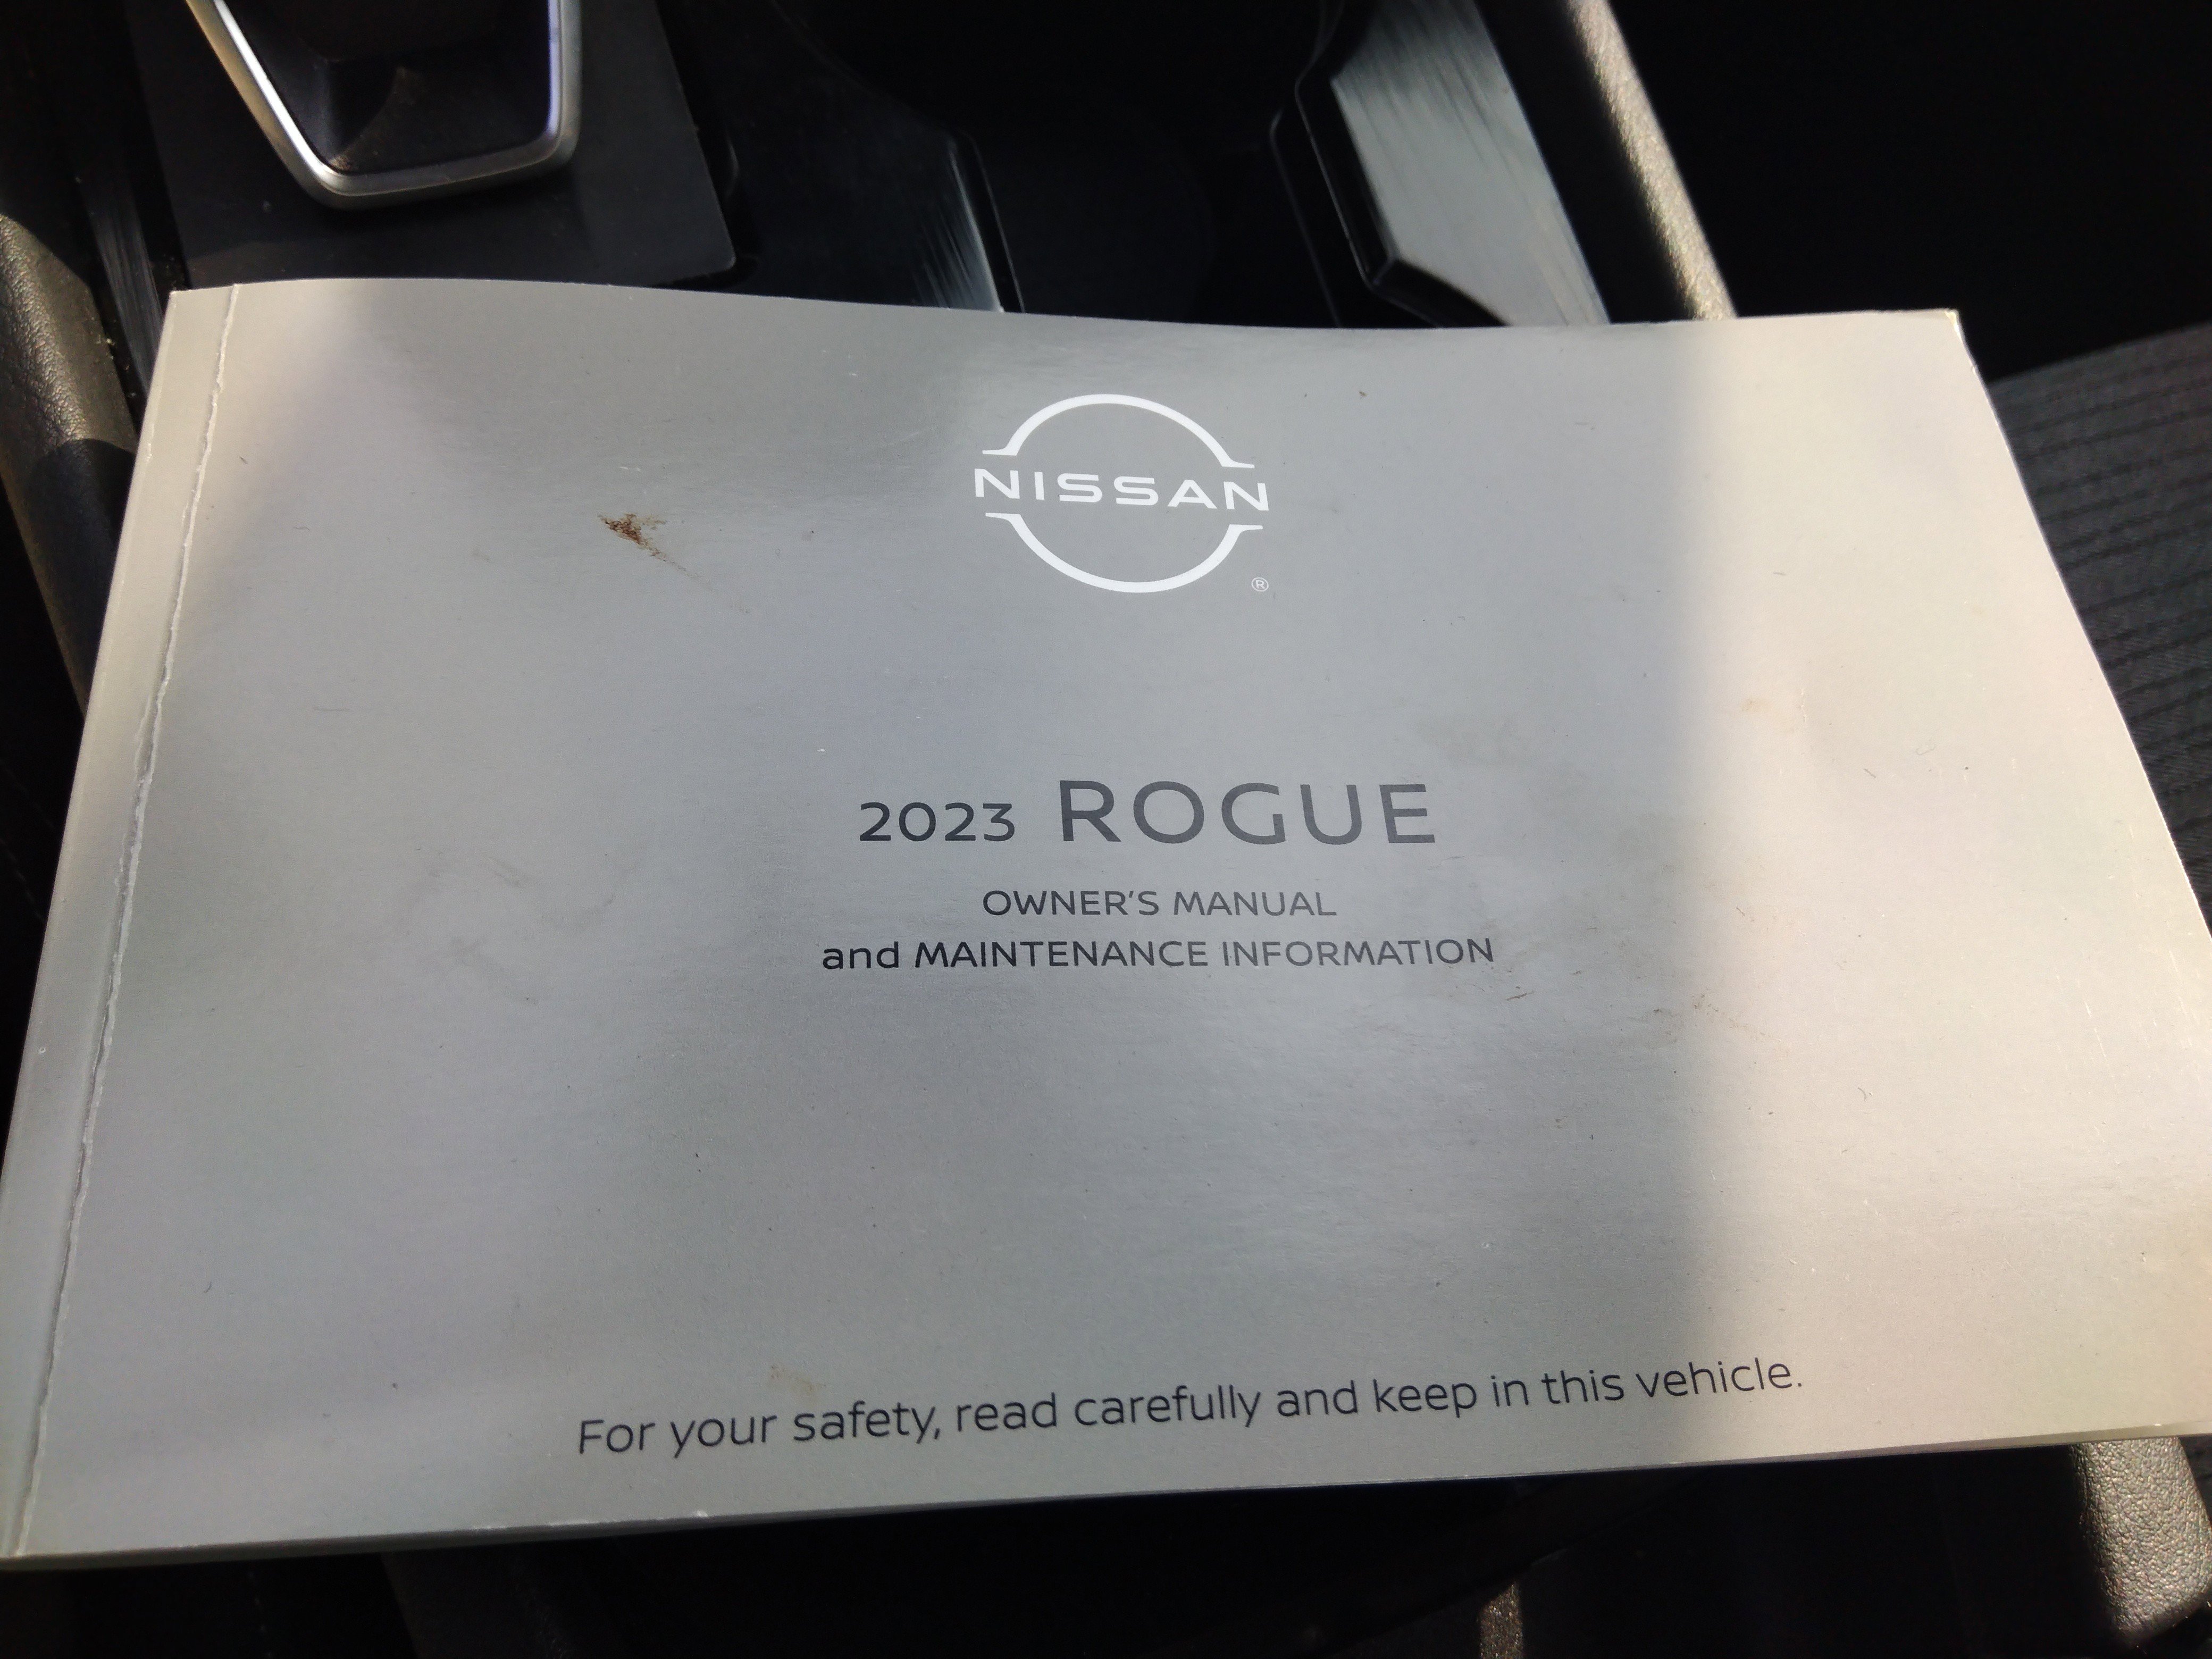 NISSAN
®
2023 ROGUE
OWNER'S MANUAL
and MAINTENANCE INFORMATION
For your safety, read carefully and keep in this vehicle.